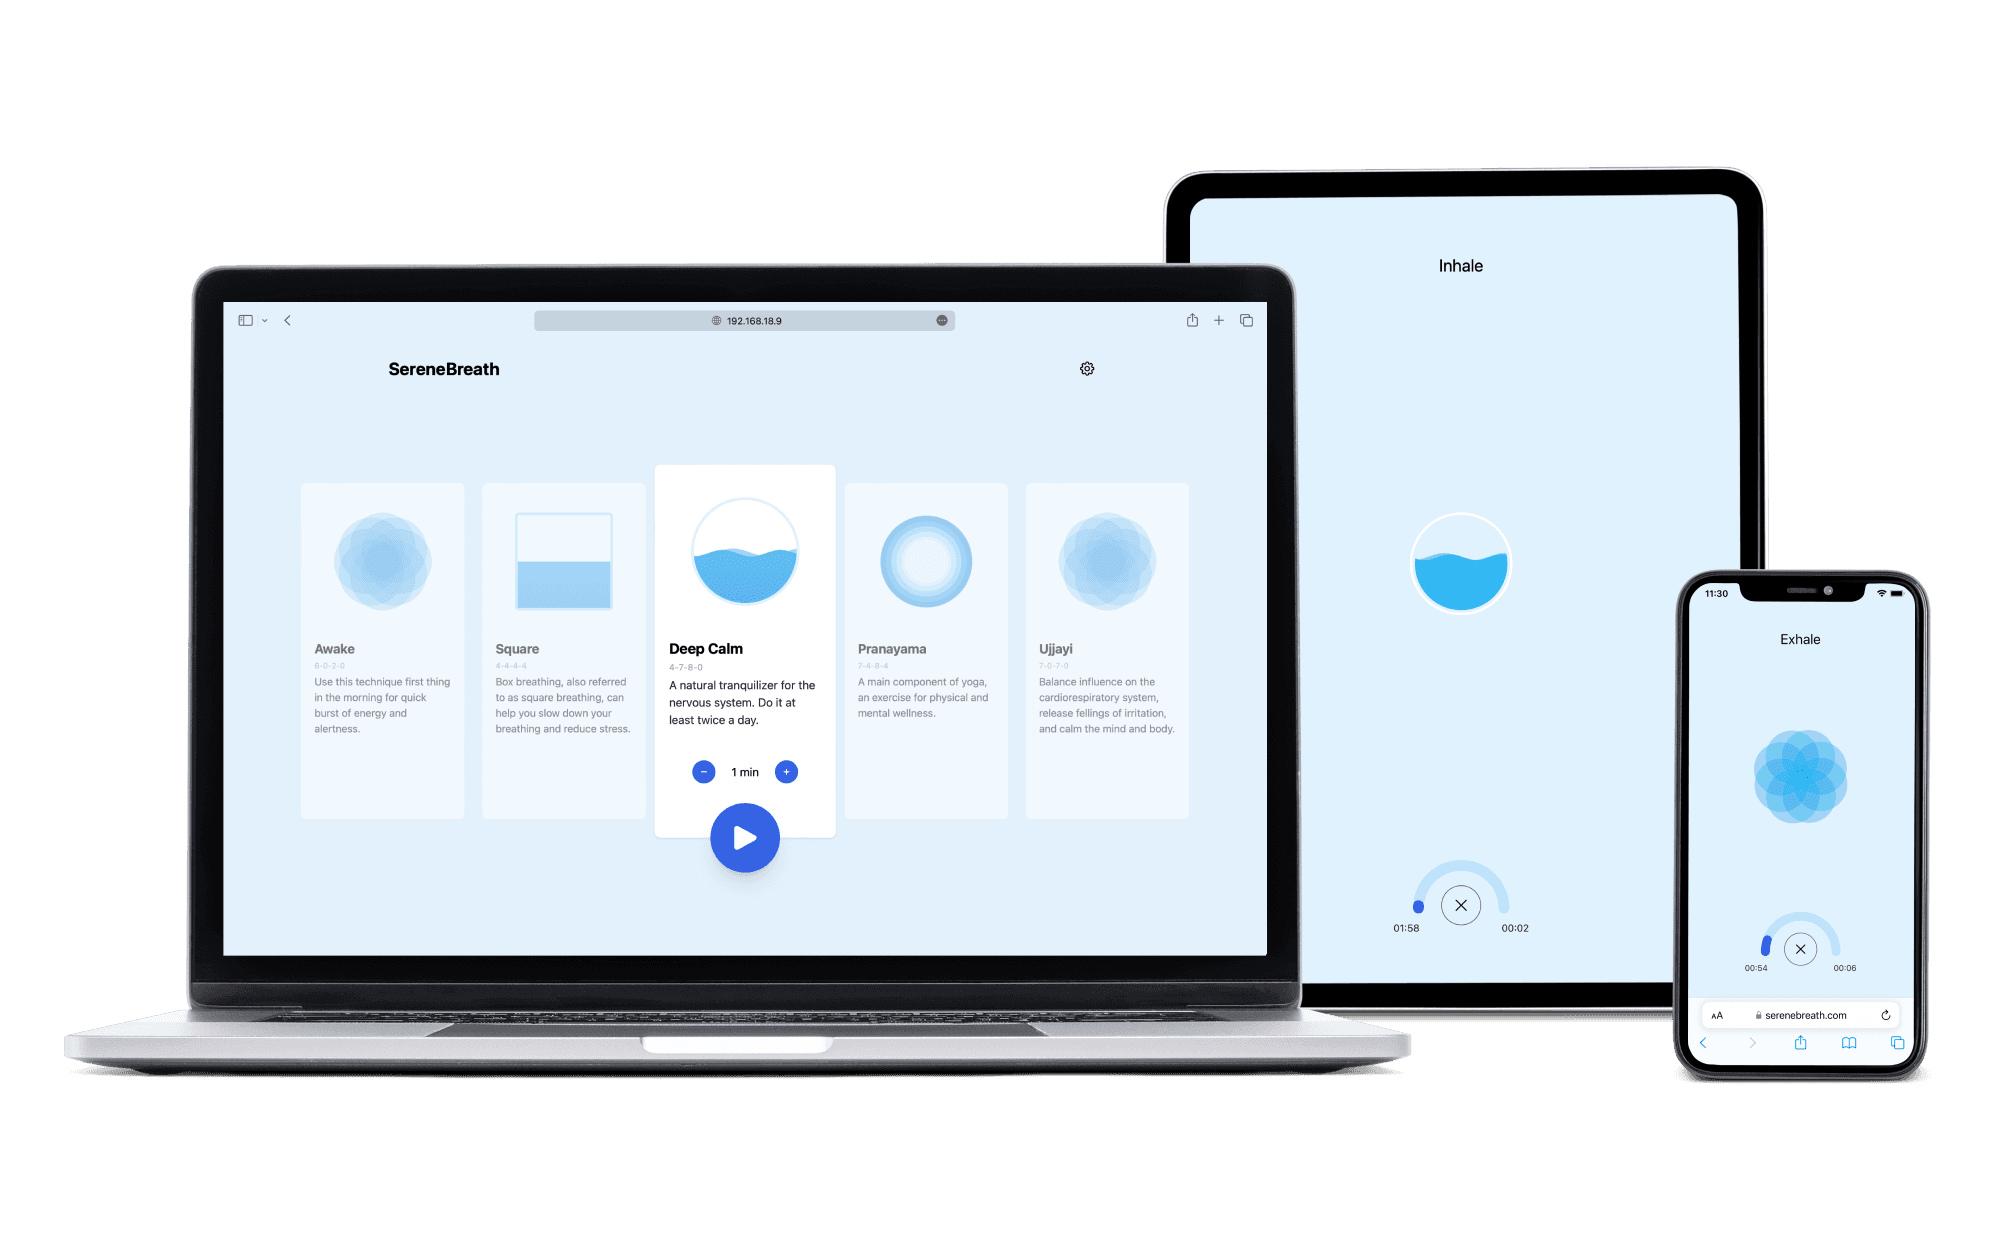 192.168.18.9
SereneBreath
Awake
6-0-2-0
Use this technique first thing
in the morning for quick
burst of energy and
alertness.
Square
4-4-4-4
Box breathing, also referred
to as square breathing, can
help you slow down your
breathing and reduce stress.
Deep Calm
4-7-8-0
A natural tranquilizer for the
nervous system. Do it at
least twice a day.
1 min
Pranayama
7-4-8-4
A main component of yoga,
an exercise for physical and
mental wellness.
Ujjayi
7-0-7-0
Balance influence on the
cardiorespiratory system,
release fellings of irritation,
and calm the mind and body.
Inhale
01:58
00:02
11:30
Exhale
00:54
00:06
AA
serenebreath.com